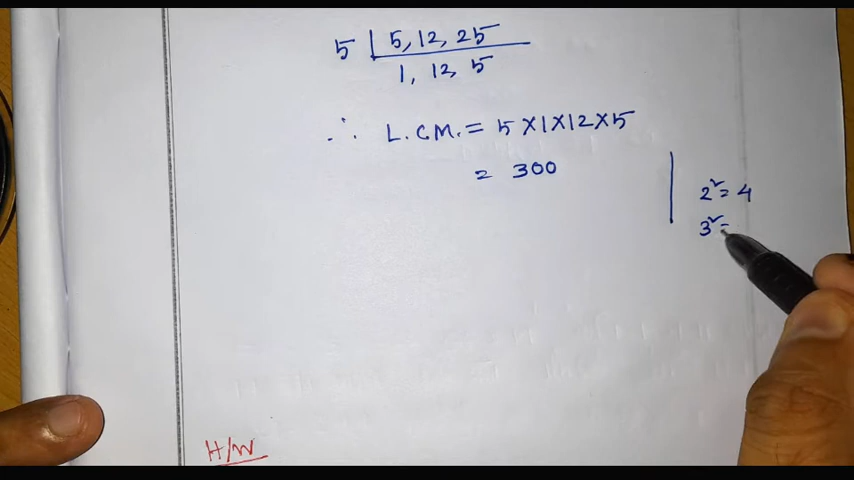 5 | 5, 12, 25
1, 12, 5
∴ L.C.M. = 5 X 1 X 12 X 5
= 300
2² = 4
3² =
H/W